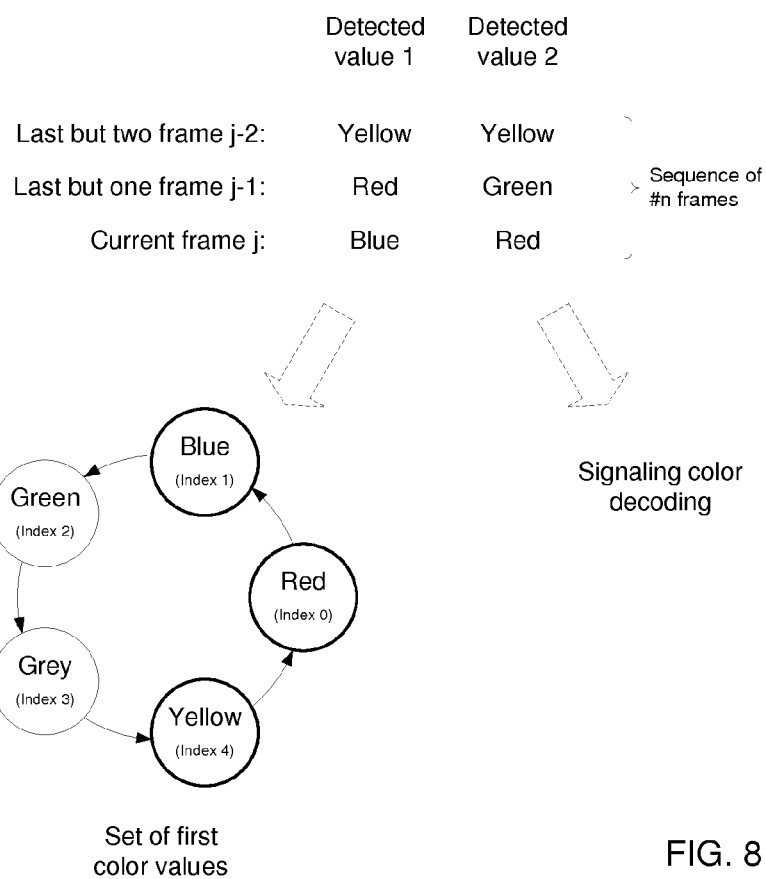 Detected value 1
Detected value 2
Last but two frame j-2: Yellow Yellow
Last but one frame j-1: Red Green
Current frame j: Blue Red
Sequence of
#n frames
Blue
(Index 1)
Green
(Index 2)
Red
(Index 0)
Grey
(Index 3)
Yellow
(Index 4)
Signaling color
decoding
Set of first
color values
FIG. 8